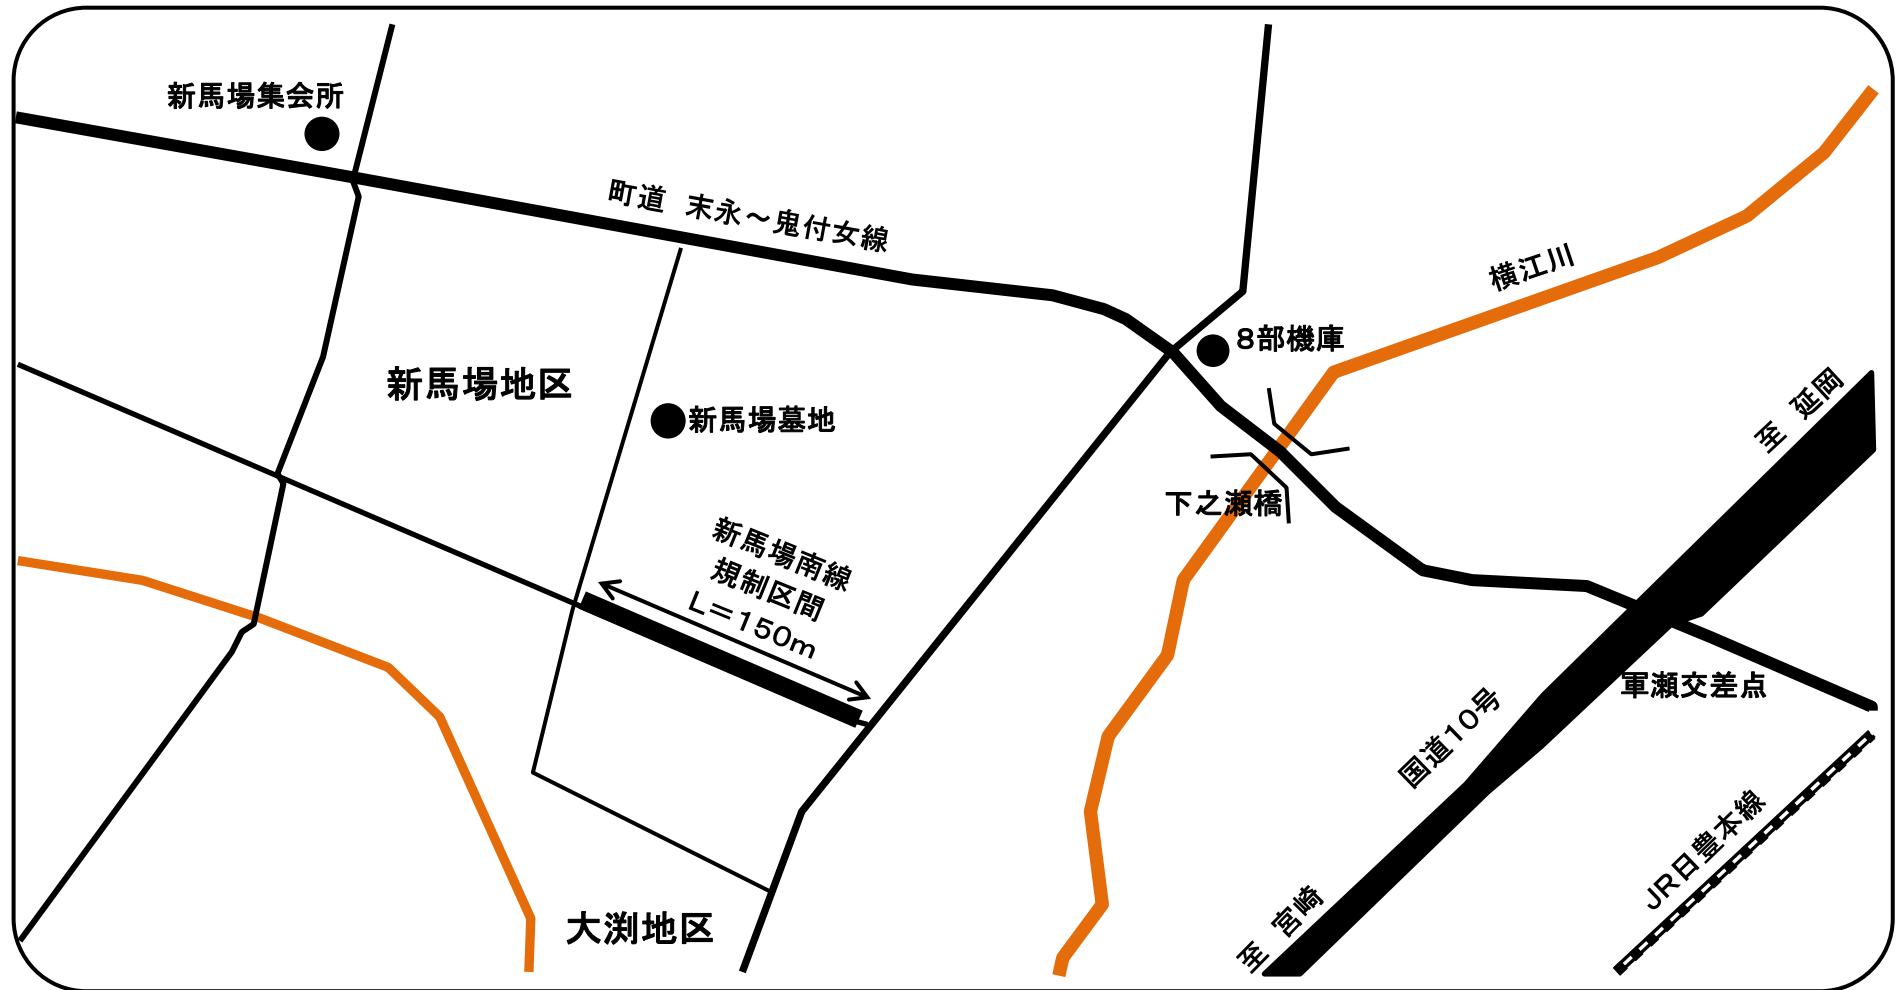 新馬場集会所
町道　末永～鬼付女線
横江川
8部機庫
新馬場地区
新馬場墓地
至　延岡
下之瀬橋
新馬場南線
規制区間
L=150m
軍瀬交差点
国道10号
JR日豊本線
至　宮崎
大渕地区